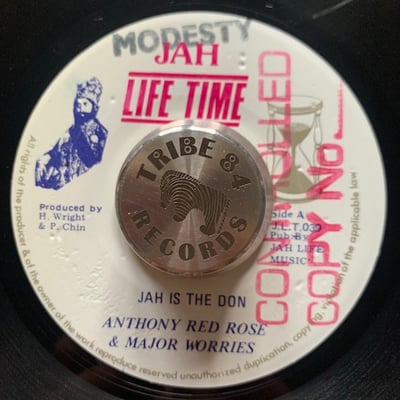 MODESTY
JAH
LIFE TIME
CONTROLLED
COPY NO.
TRIBE 84
RECORDS
Produced by
H. Wright
& P. Chin
Side A
J.L.T.030
Pub By
JAH LIFE
MUSIC
JAH IS THE DON
ANTHONY RED ROSE
& MAJOR WORRIES
All rights of the producer & of the owner of the work reproduced reserved unauthorized duplication, copying, violation of the applicable law